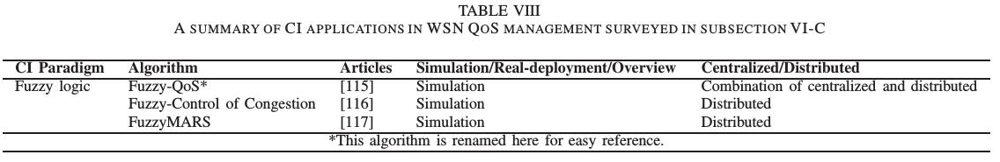 TABLE VIII
A SUMMARY OF CI APPLICATIONS IN WSN QOS MANAGEMENT SURVEYED IN SUBSECTION VI-C
CI Paradigm Algorithm Articles Simulation/Real-deployment/Overview Centralized/Distributed
Fuzzy logic Fuzzy-QoS* [115] Simulation Combination of centralized and distributed
Fuzzy-Control of Congestion [116] Simulation Distributed
FuzzyMARS [117] Simulation Distributed
*This algorithm is renamed here for easy reference.